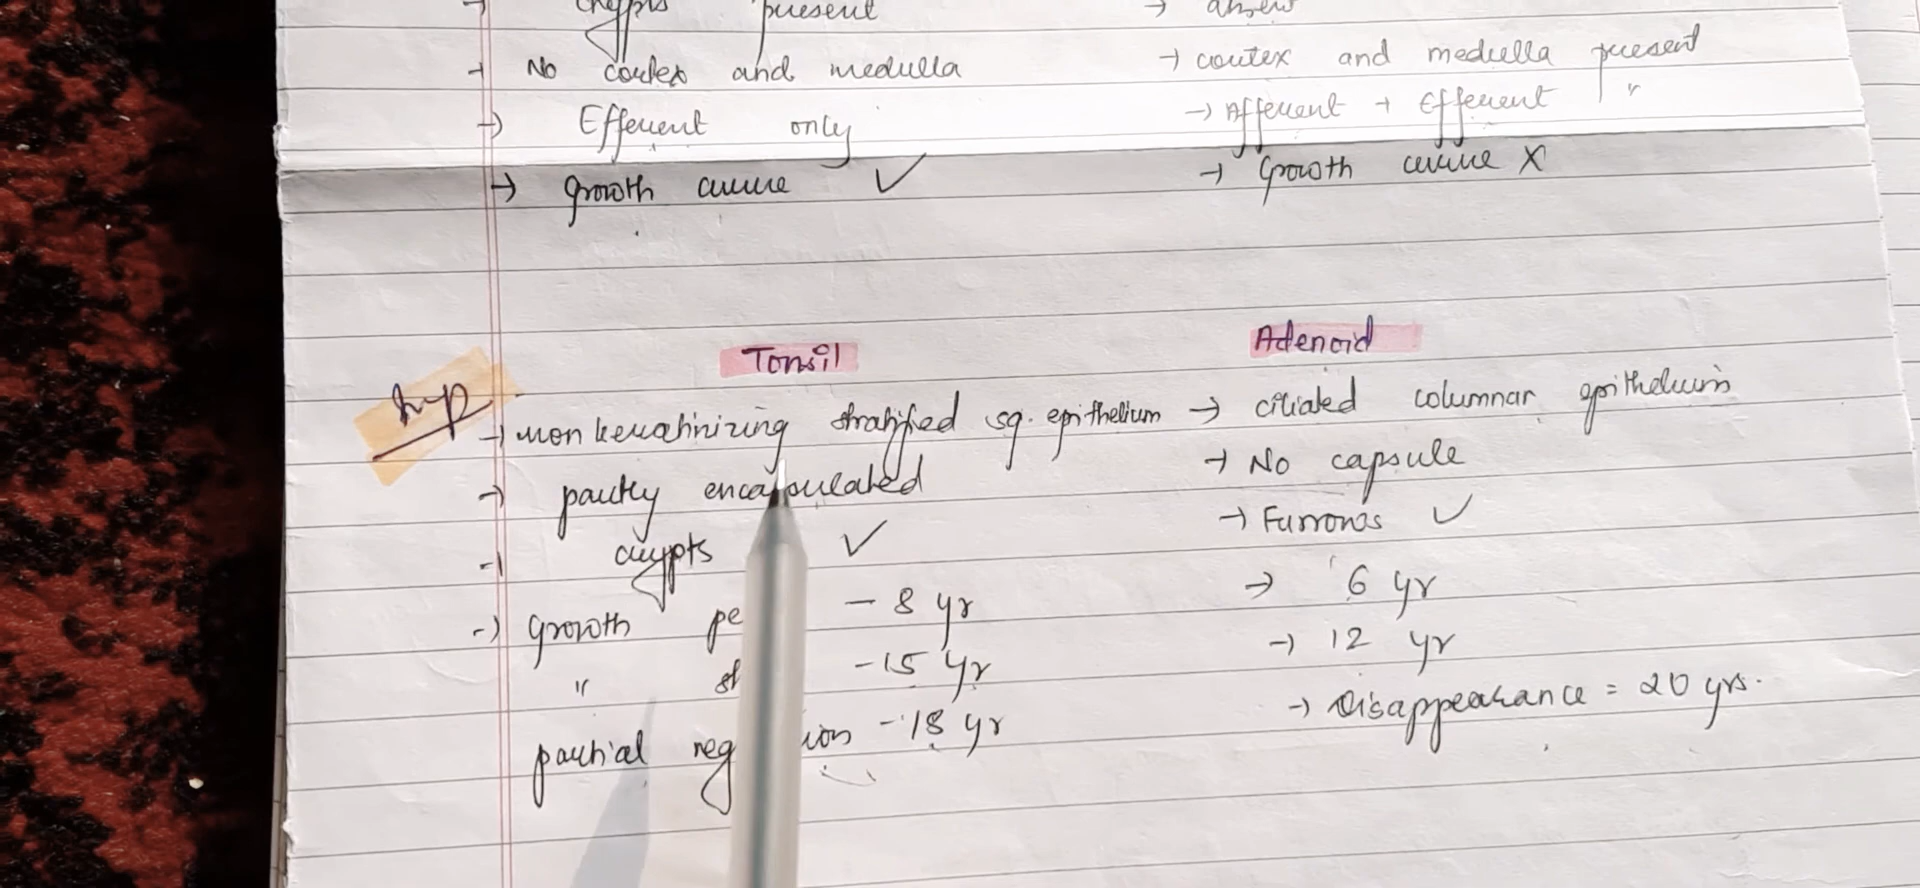 → crypts present → absent
→ No cortex and medulla → cortex and medulla present
→ Efferent only → Afferent + Efferent "
→ growth curve ✓ → Growth curve X
Tonsil Adenoid
Imp
→ non keratinizing stratified sq. epithelium → ciliated columnar epithelium
→ partly encapsulated → No capsule
→ crypts ✓ → Furrows ✓
→ growth - 8 yr → 6 yr
" - 15 yr → 12 yr
partial - 18 yr → Disappearance = 20 yrs.